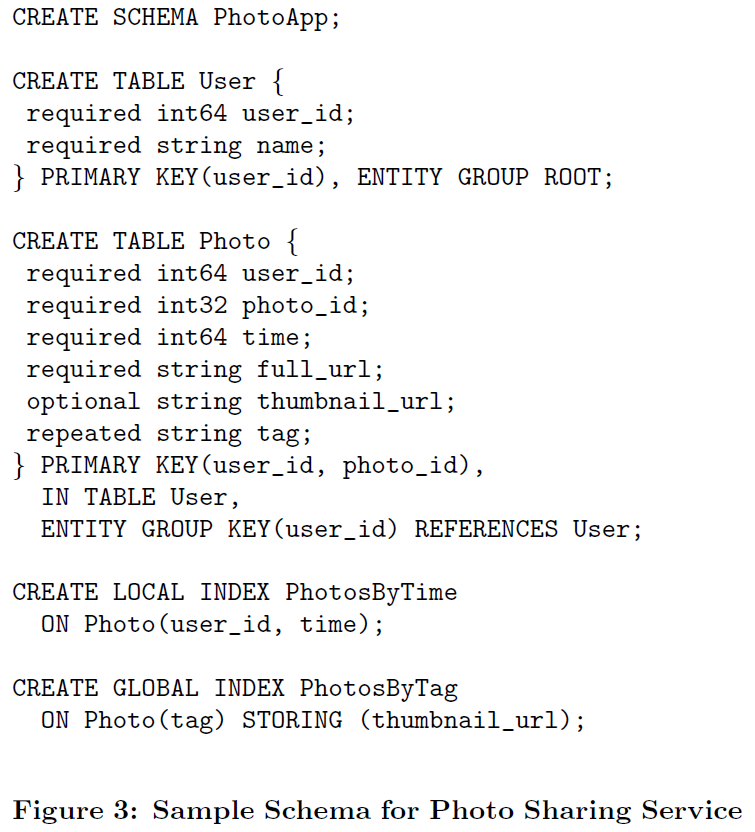 CREATE SCHEMA PhotoApp;
CREATE TABLE User {
required int64 user_id;
required string name;
} PRIMARY KEY(user_id), ENTITY GROUP ROOT;
CREATE TABLE Photo {
required int64 user_id;
required int32 photo_id;
required int64 time;
required string full_url;
optional string thumbnail_url;
repeated string tag;
} PRIMARY KEY(user_id, photo_id),
IN TABLE User,
ENTITY GROUP KEY(user_id) REFERENCES User;
CREATE LOCAL INDEX PhotosByTime
ON Photo(user_id, time);
CREATE GLOBAL INDEX PhotosByTag
ON Photo(tag) STORING (thumbnail_url);
Figure 3: Sample Schema for Photo Sharing Service